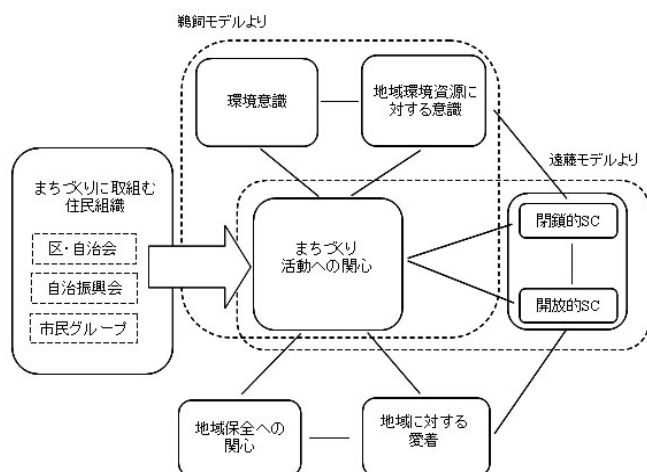 鵜飼モデルより
環境意識
地域環境資源に
対する意識
遠藤モデルより
まちづくりに取組む
住民組織
区・自治会
自治振興会
市民グループ
まちづくり
活動への関心
閉鎖的SC
開放的SC
地域保全への
関心
地域に対する
愛着